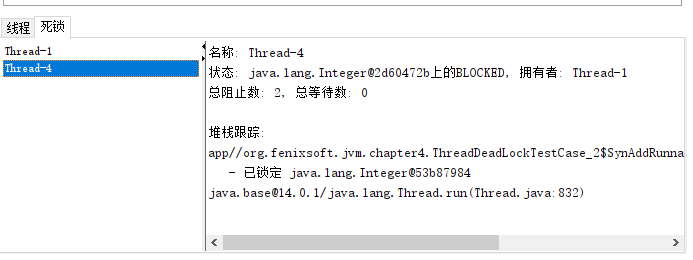 线程 死锁
Thread-1
Thread-4
名称: Thread-4
状态: java.lang.Integer@2d60472b上的BLOCKED, 拥有者: Thread-1
总阻止数: 2, 总等待数: 0
堆栈跟踪:
app//org.fenixsoft.jvm.chapter4.ThreadDeadLockTestCase_2$SynAddRunna
- 已锁定 java.lang.Integer@53b87984
java.base@14.0.1/java.lang.Thread.run(Thread.java:832)